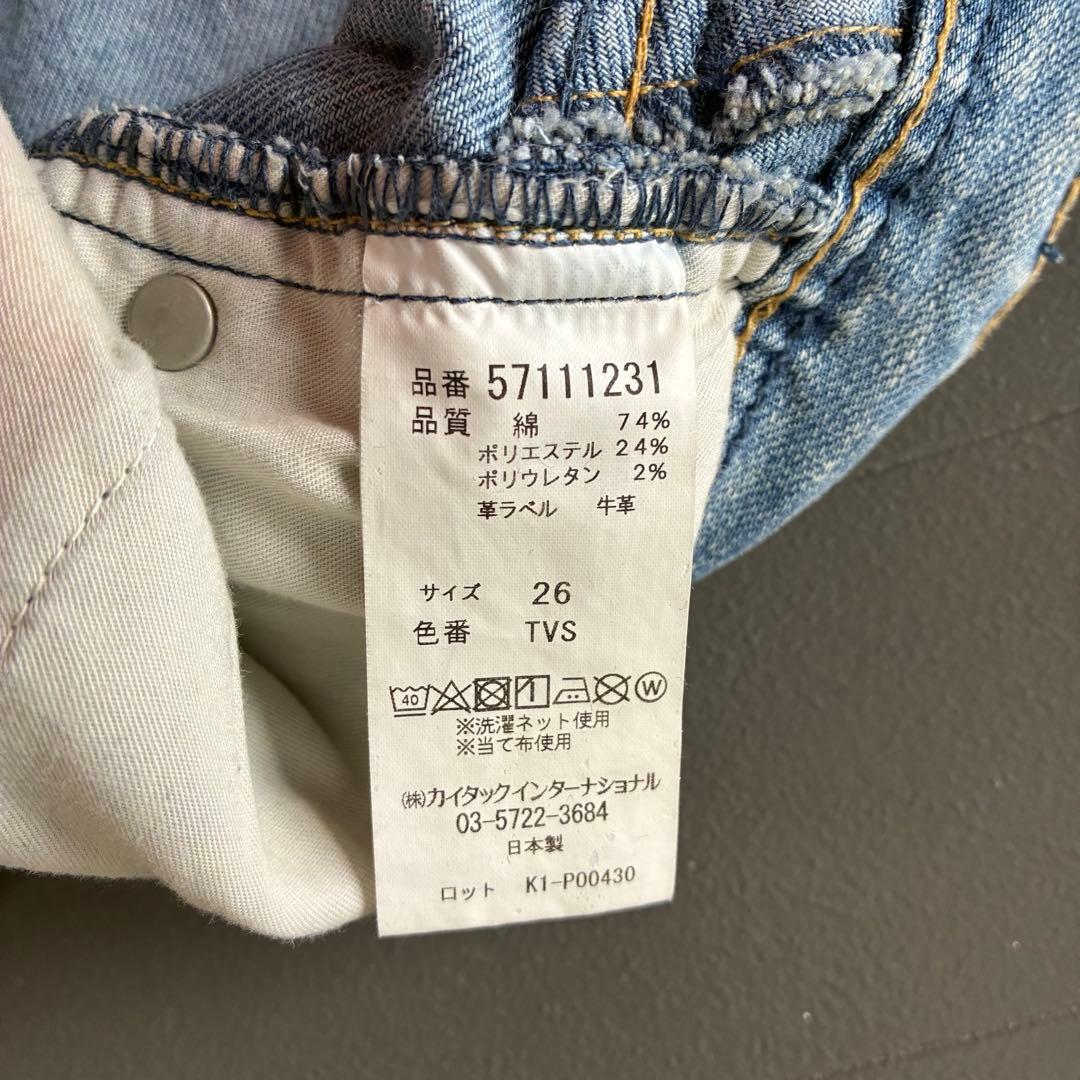 品番 57111231
品質 綿 74%
ポリエステル 24%
ポリウレタン 2%
革ラベル 牛革
サイズ 26
色番 TVS
40 W
※洗濯ネット使用
※当て布使用
㈱カイタックインターナショナル
03-5722-3684
日本製
ロット K1-P00430